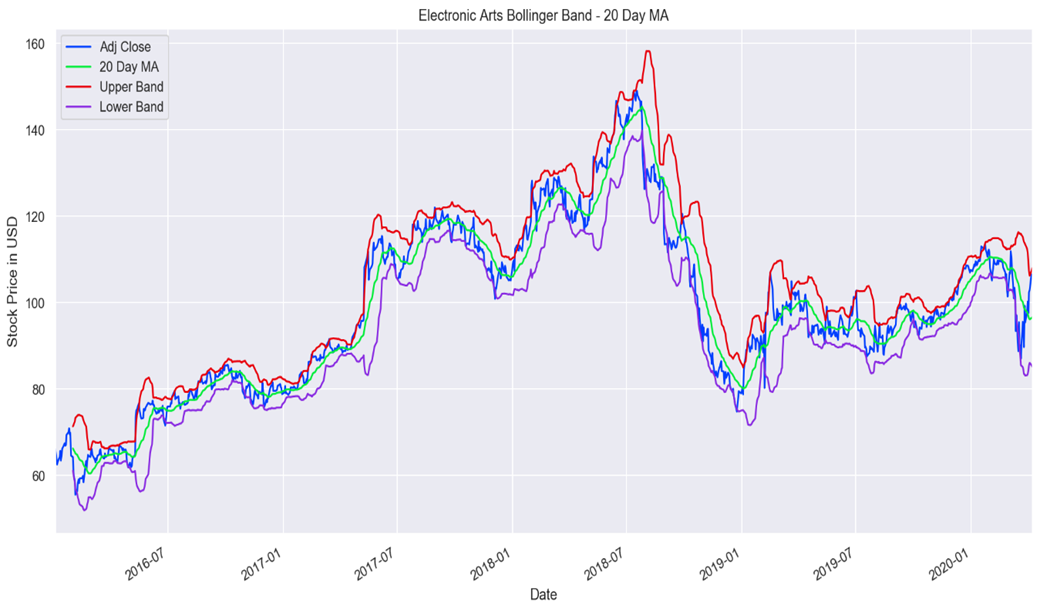 Electronic Arts Bollinger Band - 20 Day MA
Adj Close
20 Day MA
Upper Band
Lower Band
Stock Price in USD
160
140
120
100
80
60
2016-07
2017-01
2017-07
2018-01
2018-07
2019-01
2019-07
2020-01
Date